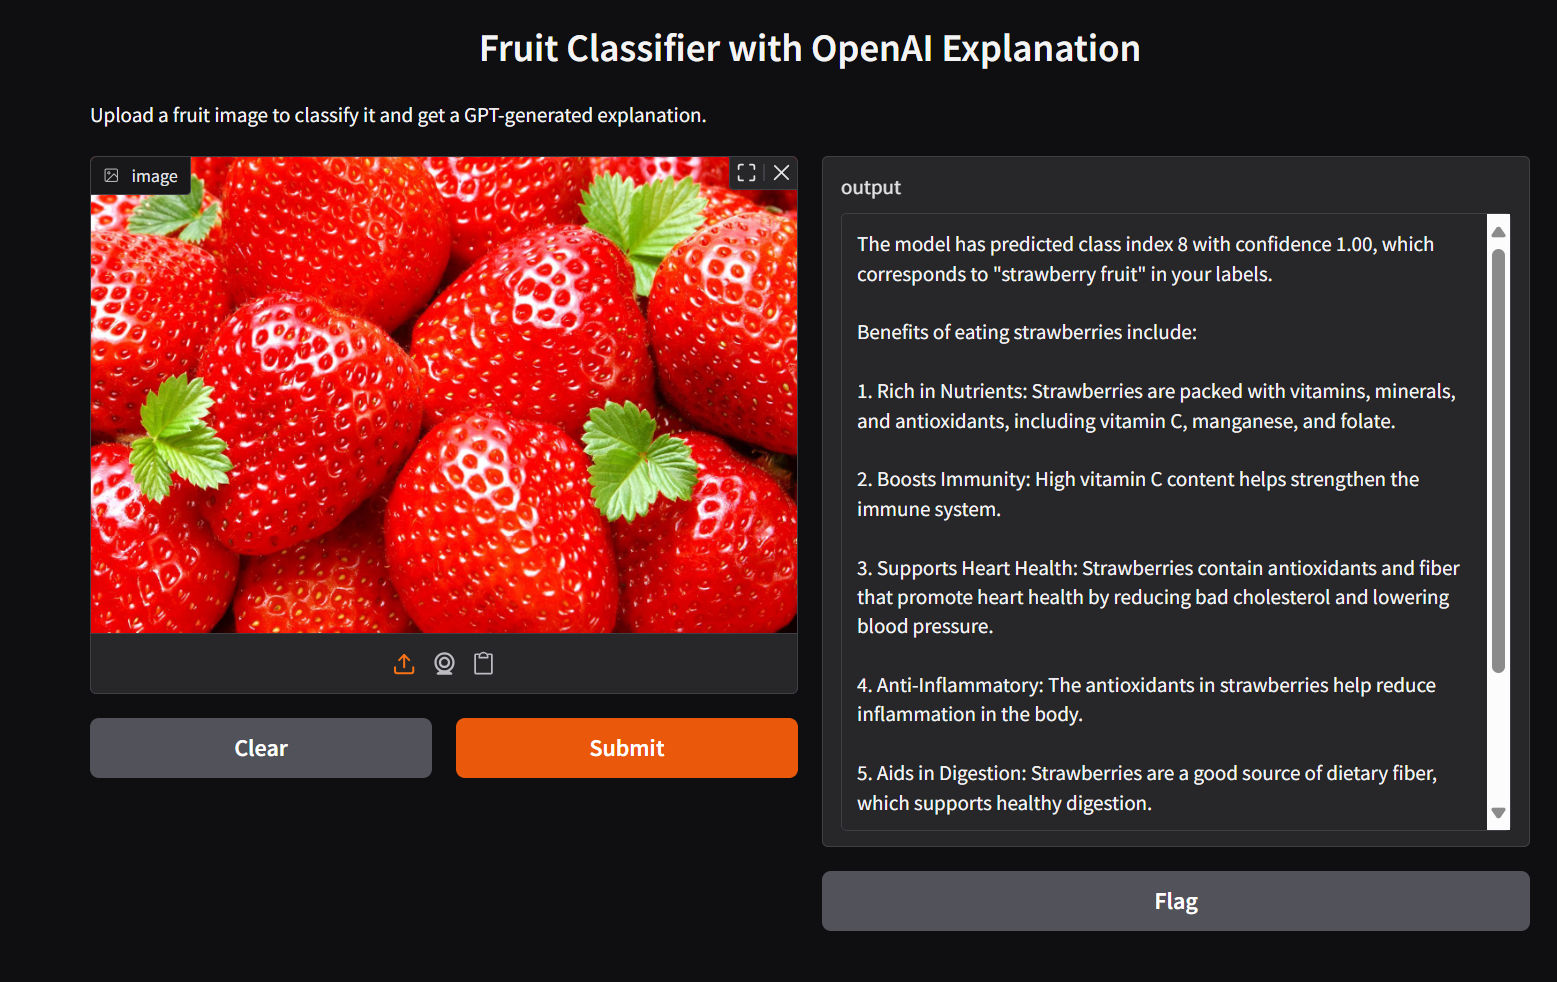 Fruit Classifier with OpenAI Explanation
Upload a fruit image to classify it and get a GPT-generated explanation.
image
Clear
Submit
output
The model has predicted class index 8 with confidence 1.00, which
corresponds to "strawberry fruit" in your labels.
Benefits of eating strawberries include:
1. Rich in Nutrients: Strawberries are packed with vitamins, minerals,
and antioxidants, including vitamin C, manganese, and folate.
2. Boosts Immunity: High vitamin C content helps strengthen the
immune system.
3. Supports Heart Health: Strawberries contain antioxidants and fiber
that promote heart health by reducing bad cholesterol and lowering
blood pressure.
4. Anti-Inflammatory: The antioxidants in strawberries help reduce
inflammation in the body.
5. Aids in Digestion: Strawberries are a good source of dietary fiber,
which supports healthy digestion.
Flag